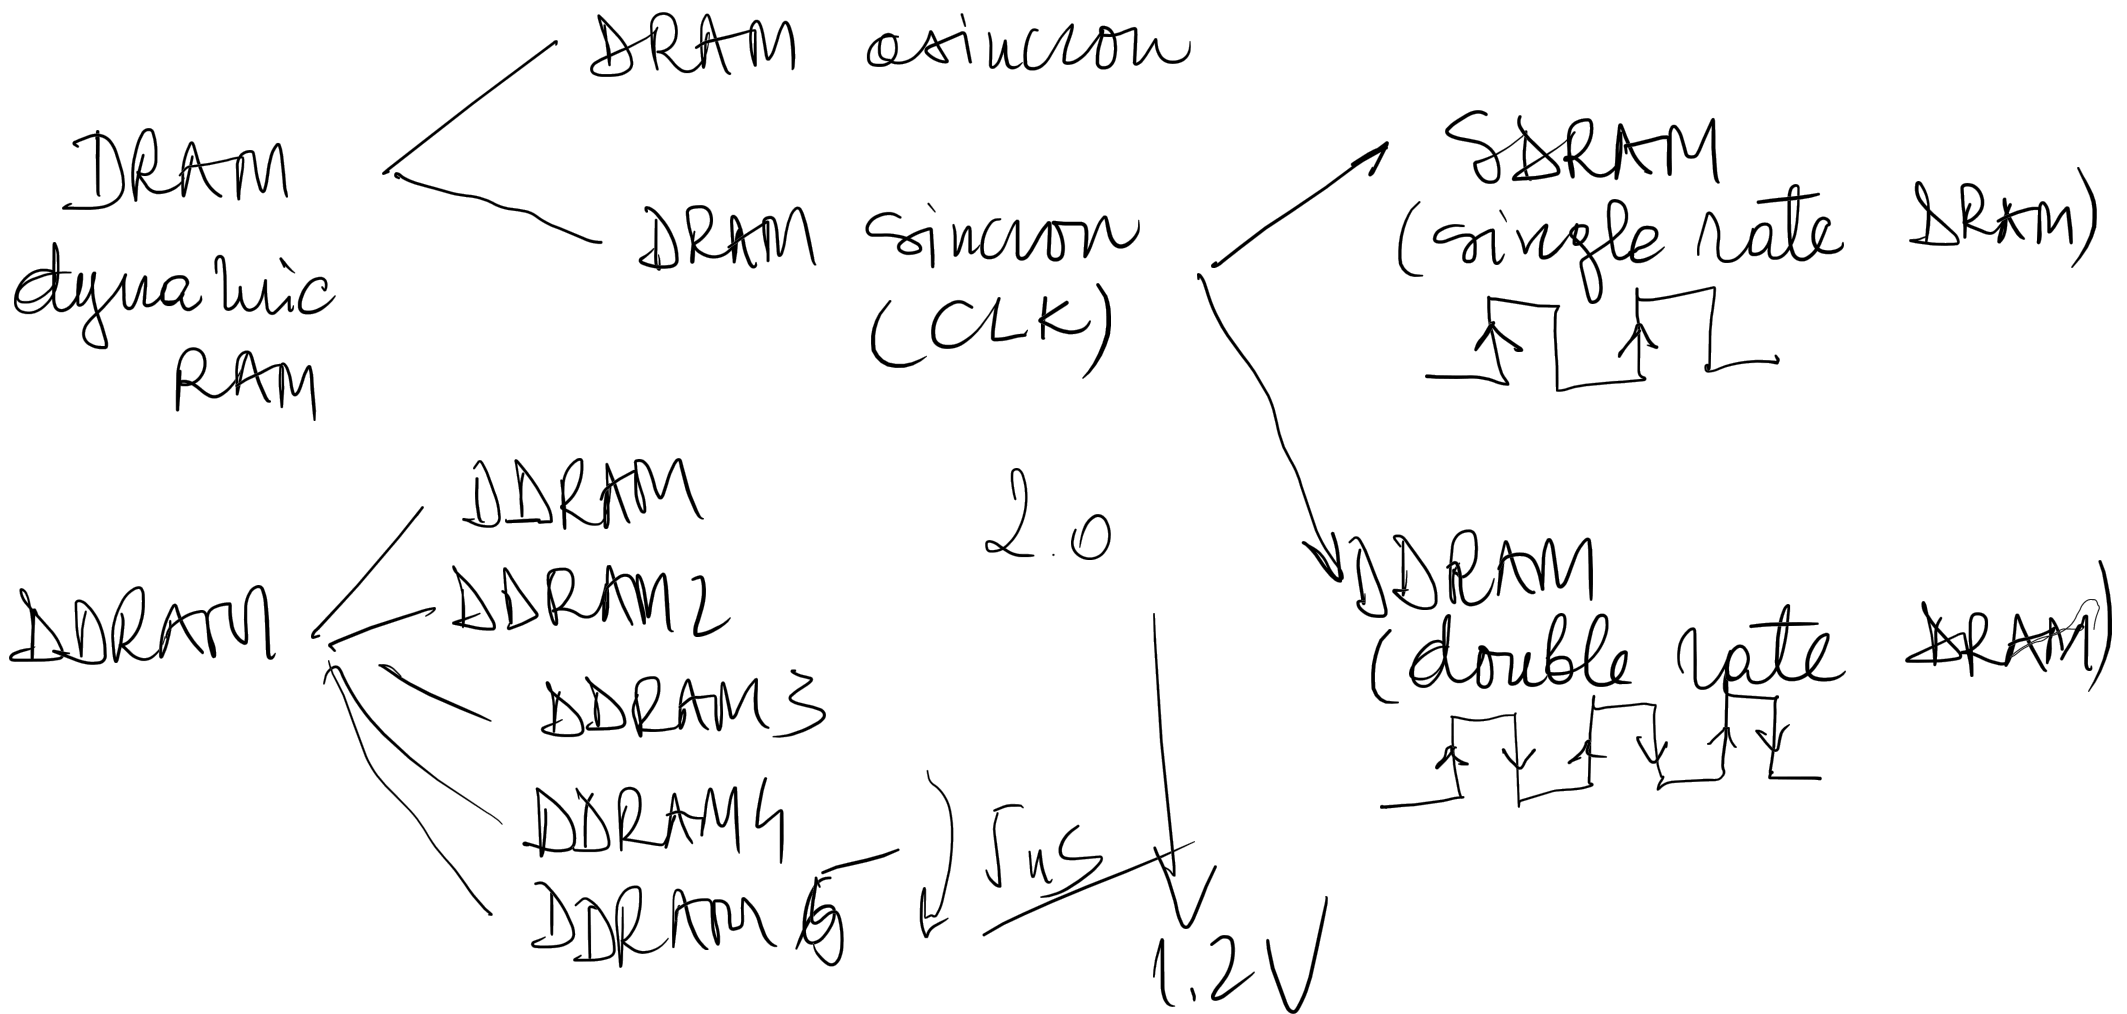 DRAM asincron
DRAM
dynamic
RAM
DRAM sincron
(CLK)
SDRAM
(single rate DRAM)
DDRAM
(double rate DRAM)
DDRAM
DDRAM
DDRAM2
DDRAM3
DDRAM4
DDRAM5
2.0
1.2V